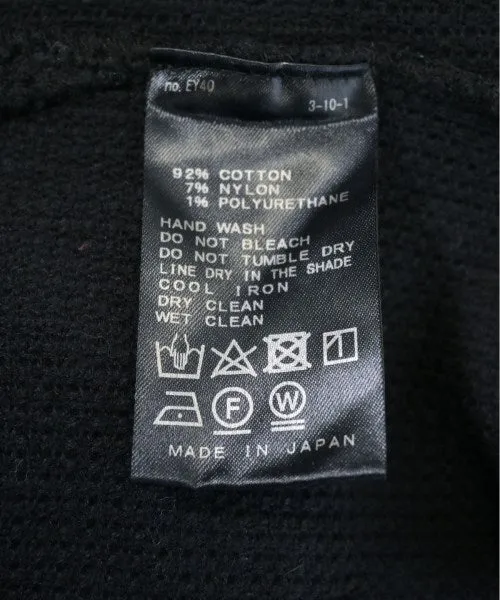 no. EY40
3-10-1
92% COTTON
7% NYLON
1% POLYURETHANE
HAND WASH
DO NOT BLEACH
DO NOT TUMBLE DRY
LINE DRY IN THE SHADE
COOL IRON
DRY CLEAN
WET CLEAN
F W
MADE IN JAPAN